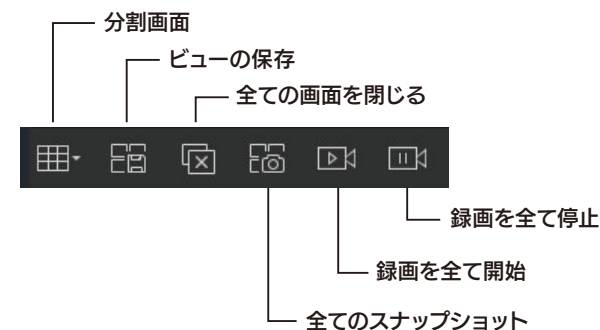 分割画面
ビューの保存
全ての画面を閉じる
録画を全て停止
録画を全て開始
全てのスナップショット